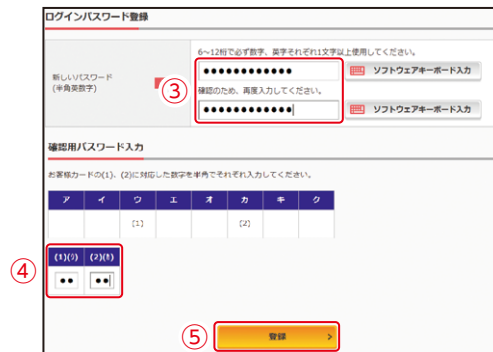 ログインパスワード登録
6～12桁で必ず数字、英字それぞれ1文字以上使用してください。
新しいパスワード
(半角英数字)
③
●●●●●●●●●●●●
ソフトウェアキーボード入力
確認のため、再度入力してください。
●●●●●●●●●●●●
ソフトウェアキーボード入力
確認用パスワード入力
お客様カードの(1)、(2)に対応した数字を半角でそれぞれ入力してください。
ア イ ウ エ オ カ キ ク
(1) (2)
④
(1)(ウ) (2)(カ)
●● ●●
⑤
登録 >